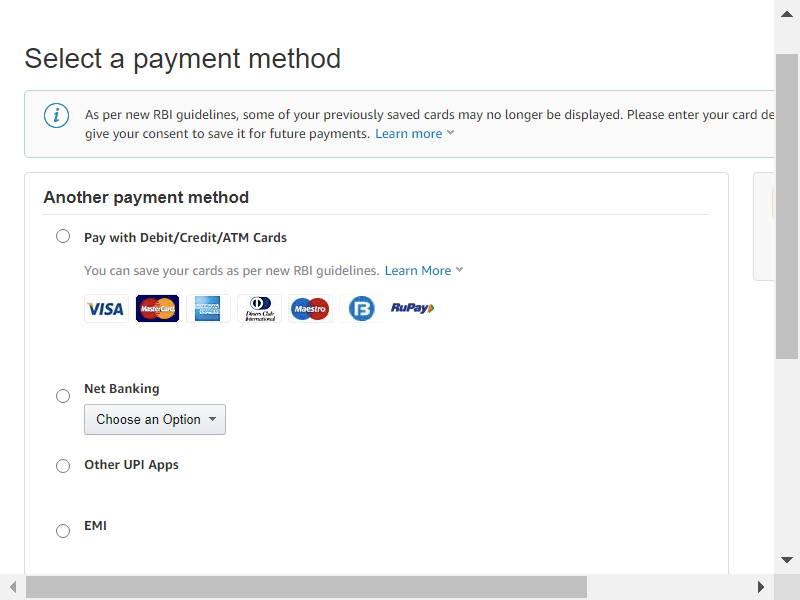 Select a payment method
As per new RBI guidelines, some of your previously saved cards may no longer be displayed. Please enter your card de
give your consent to save it for future payments. Learn more
Another payment method
Pay with Debit/Credit/ATM Cards
You can save your cards as per new RBI guidelines. Learn More
VISA MasterCard AMERICAN EXPRESS Diners Club International Maestro B RuPay
Net Banking
Choose an Option
Other UPI Apps
EMI